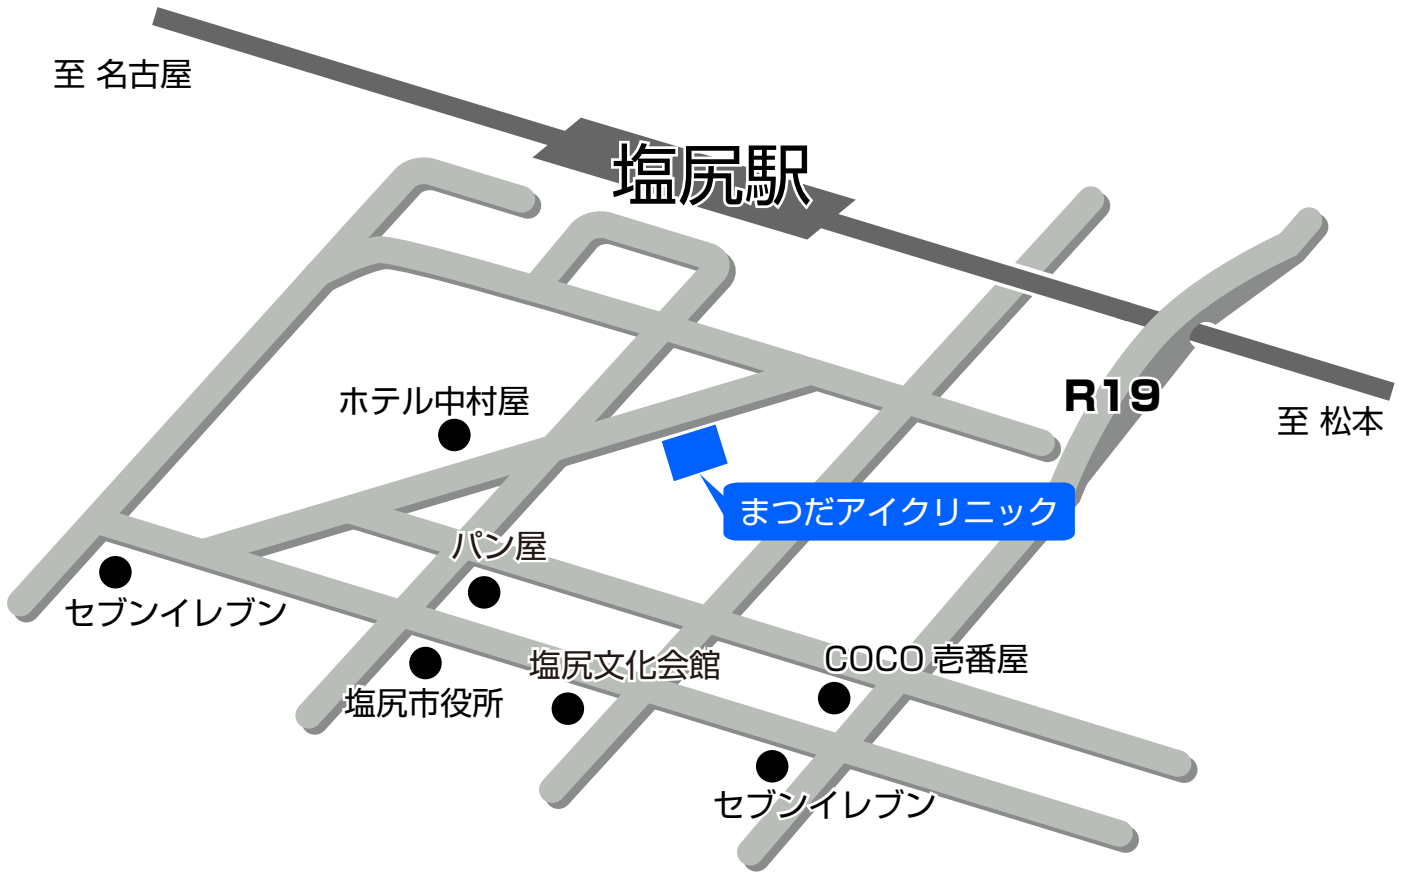 至 名古屋
塩尻駅
R19
至 松本
ホテル中村屋
まつだアイクリニック
パン屋
セブンイレブン
塩尻文化会館
COCO 壱番屋
塩尻市役所
セブンイレブン